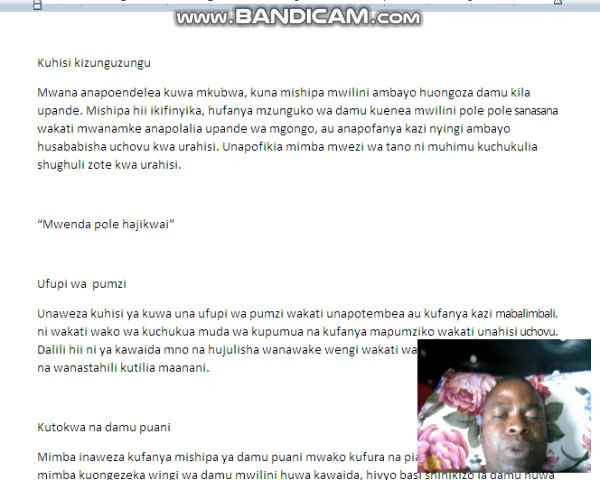 www.BANDICAM.com
Kuhisi kizunguzungu
Mwana anapoendelea kuwa mkubwa, kuna mishipa mwilini ambayo huongoza damu kila
upande. Mishipa hii ikifinyika, hufanya mzunguko wa damu kuenea mwilini pole pole sanasana
wakati mwanamke anapolalia upande wa mgongo, au anapofanya kazi nyingi ambayo
husababisha uchovu kwa urahisi. Unapofikia mimba mwezi wa tano ni muhimu kuchukulia
shughuli zote kwa urahisi.
“Mwenda pole hajikwai”
Ufupi wa pumzi
Unaweza kuhisi ya kuwa una ufupi wa pumzi wakati unapotembea au kufanya kazi mabalimbali.
ni wakati wako wa kuchukua muda wa kupumua na kufanya mapumziko wakati unahisi uchovu.
Dalili hii ni ya kawaida mno na hujulisha wanawake wengi wakati
na wanastahili kutilia maanani.
Kutokwa na damu puani
Mimba inaweza kufanya mishipa ya damu puani mwako kufura na
mimba kuongezeka wingi wa damu mwilini huwa kawaida, hivyo basi shinikizo la damu huwa